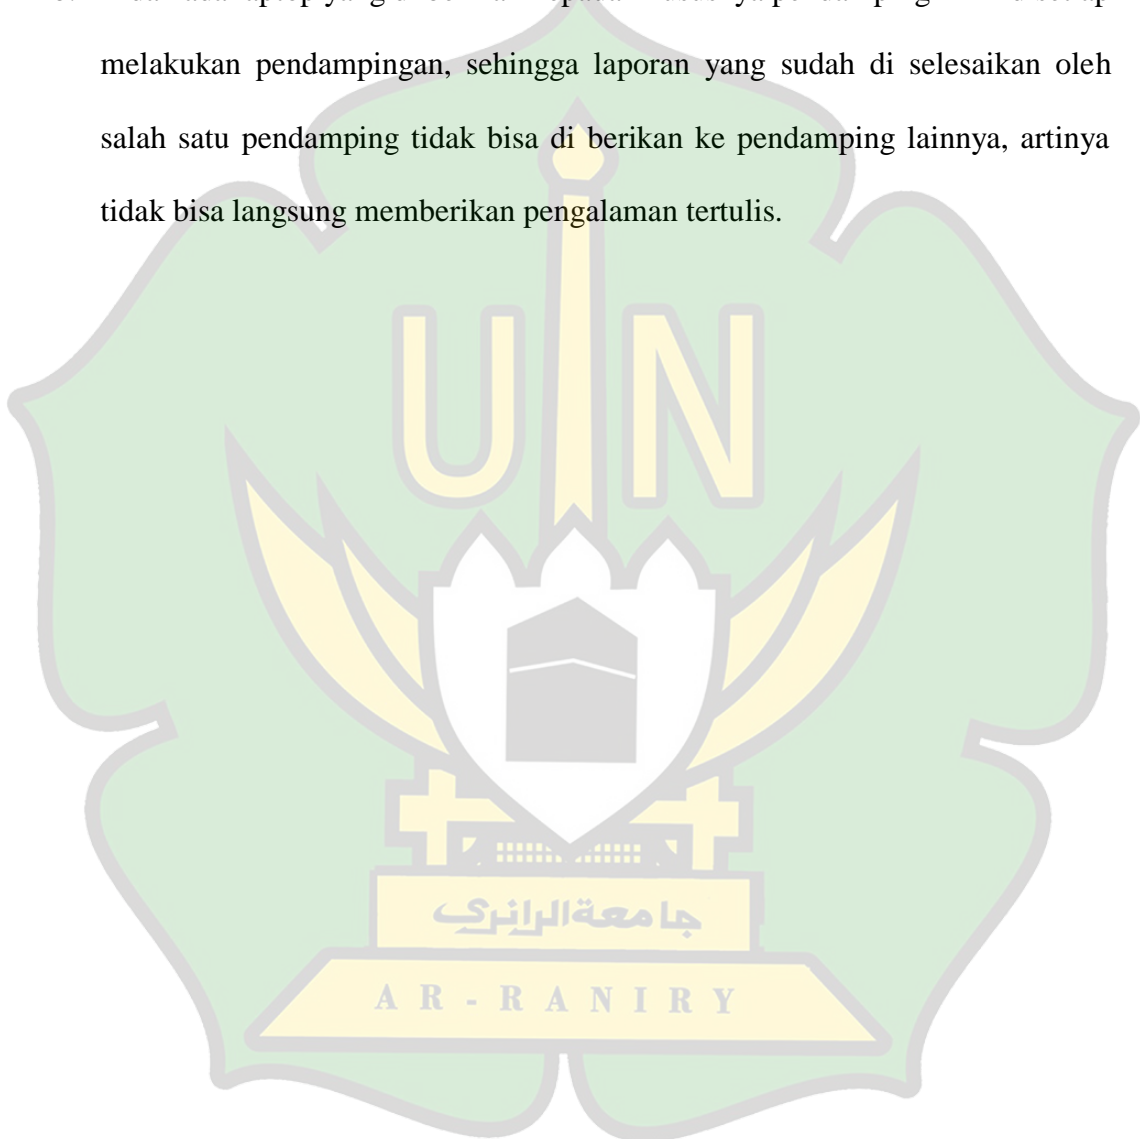 melakukan pendampingan, sehingga laporan yang sudah di selesaikan oleh
salah satu pendamping tidak bisa di berikan ke pendamping lainnya, artinya
tidak bisa langsung memberikan pengalaman tertulis.
UIN
جامعة الرانري
AR-RANIRY